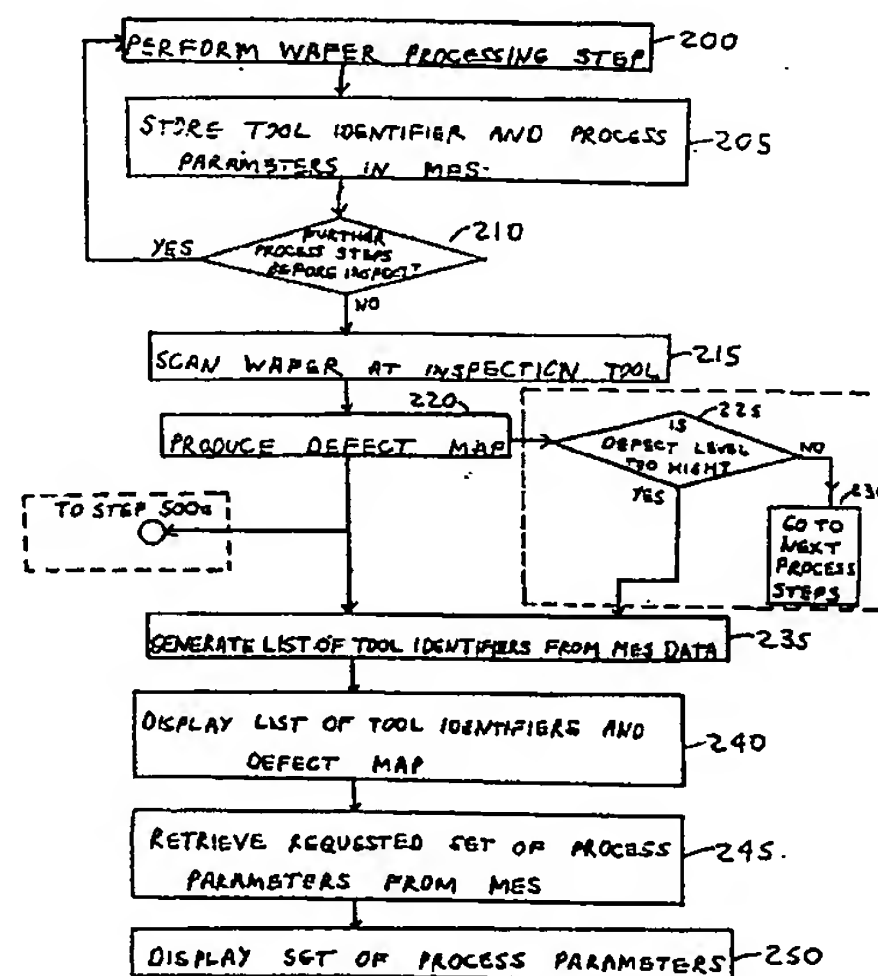 PERFORM WAFER PROCESSING STEP
200
STORE TOOL IDENTIFIER AND PROCESS
PARAMETERS IN MES.
205
FURTHER
PROCESS STEPS
BEFORE INSPECT?
210
YES
NO
SCAN WAFER AT INSPECTION TOOL
215
220
PRODUCE DEFECT MAP
225
IS
DEFECT LEVEL
TOO HIGH?
NO
YES
230
GO TO
NEXT
PROCESS
STEPS
TO STEP 500a
GENERATE LIST OF TOOL IDENTIFIERS FROM MES DATA
235
DISPLAY LIST OF TOOL IDENTIFIERS AND
DEFECT MAP
240
RETRIEVE REQUESTED SET OF PROCESS
PARAMETERS FROM MES
245.
DISPLAY SET OF PROCESS PARAMETERS
250